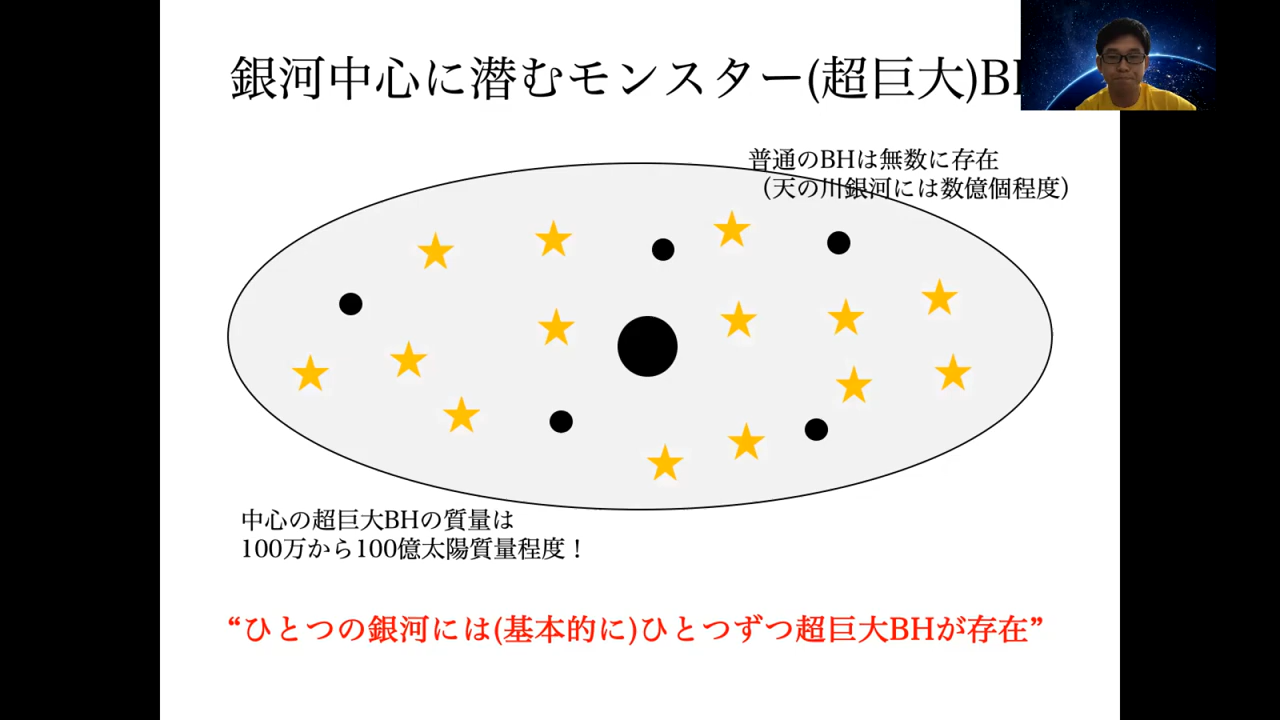 銀河中心に潜むモンスター(超巨大)B
普通のBHは無数に存在
（天の川銀河には数億個程度）
中心の超巨大BHの質量は
100万から100億太陽質量程度！
“ひとつの銀河には(基本的に)ひとつずつ超巨大BHが存在”